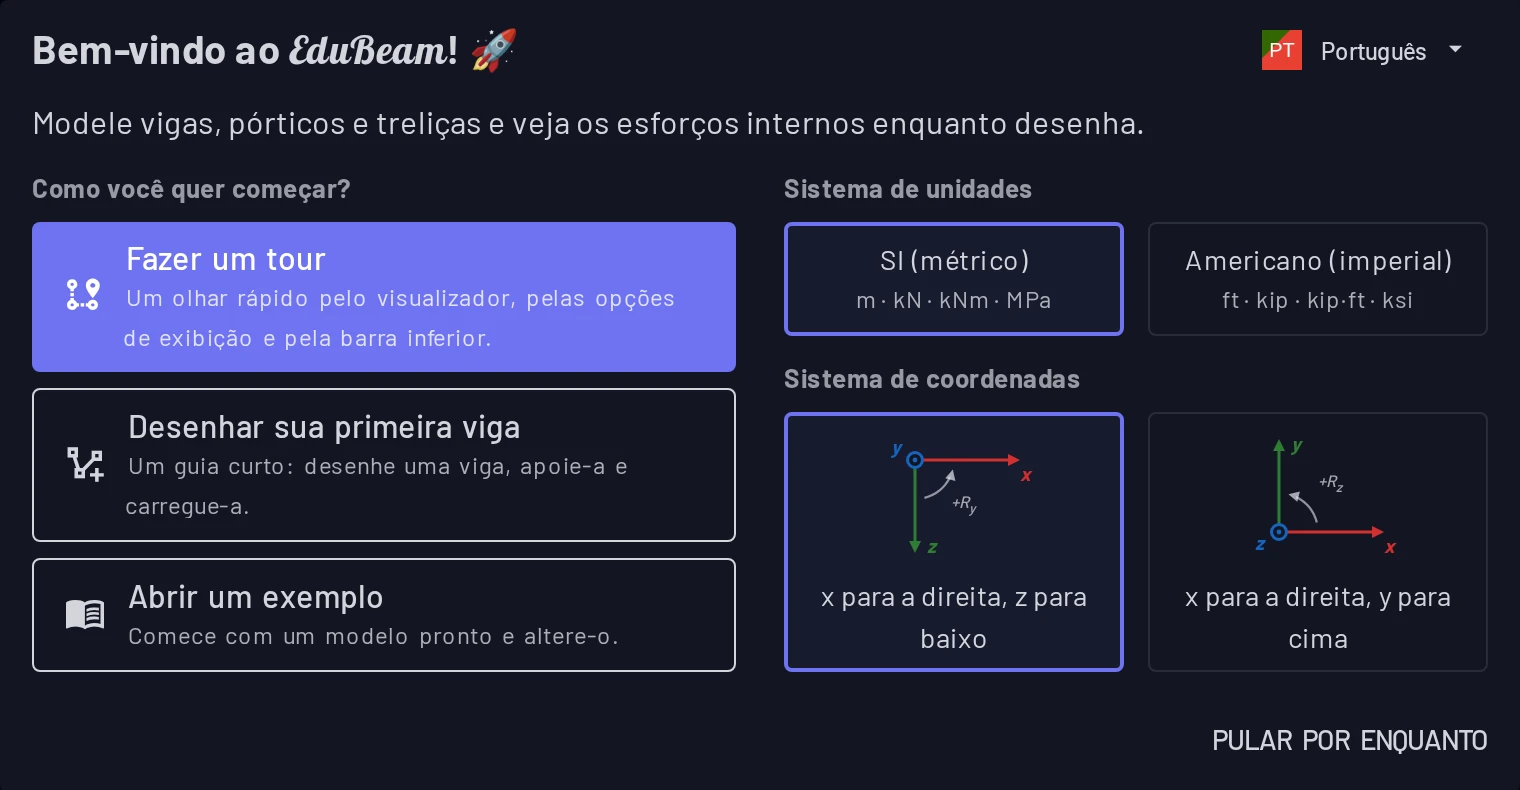 Bem-vindo ao EduBeam! 🚀
PT Português
Modele vigas, pórticos e treliças e veja os esforços internos enquanto desenha.
Como você quer começar?
Fazer um tour
Um olhar rápido pelo visualizador, pelas opções
de exibição e pela barra inferior.
Desenhar sua primeira viga
Um guia curto: desenhe uma viga, apoie-a e
carregue-a.
Abrir um exemplo
Comece com um modelo pronto e altere-o.
Sistema de unidades
SI (métrico)
m · kN · kNm · MPa
Americano (imperial)
ft · kip · kip·ft · ksi
Sistema de coordenadas
y
x
+Ry
z
x para a direita, z para
baixo
y
+Rz
z
x
x para a direita, y para
cima
PULAR POR ENQUANTO